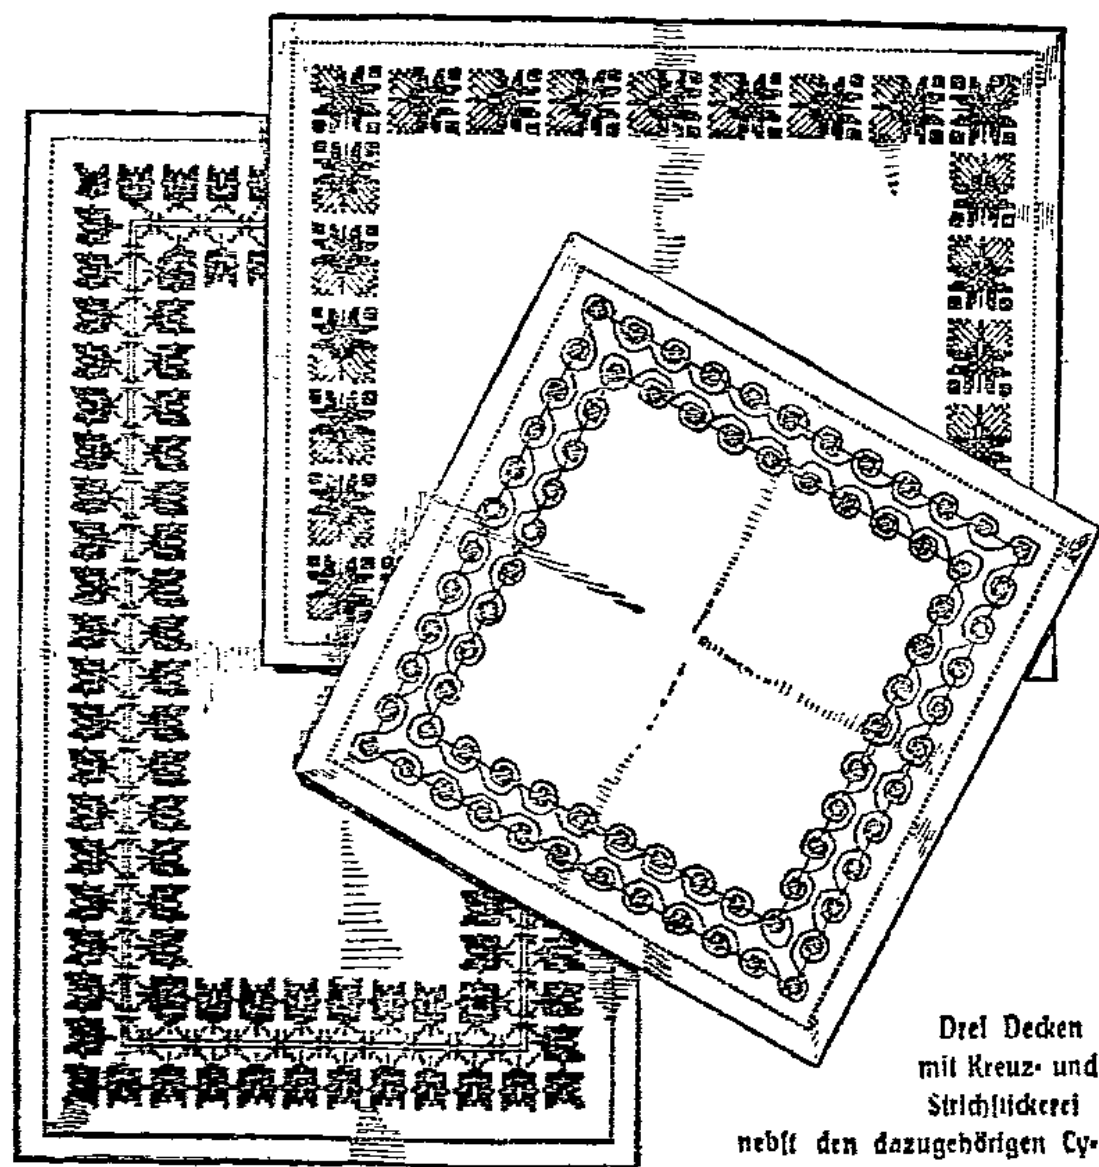 Drei Decken
mit Kreuz- und
Strichstickerei
nebst den dazugehörigen Cy-